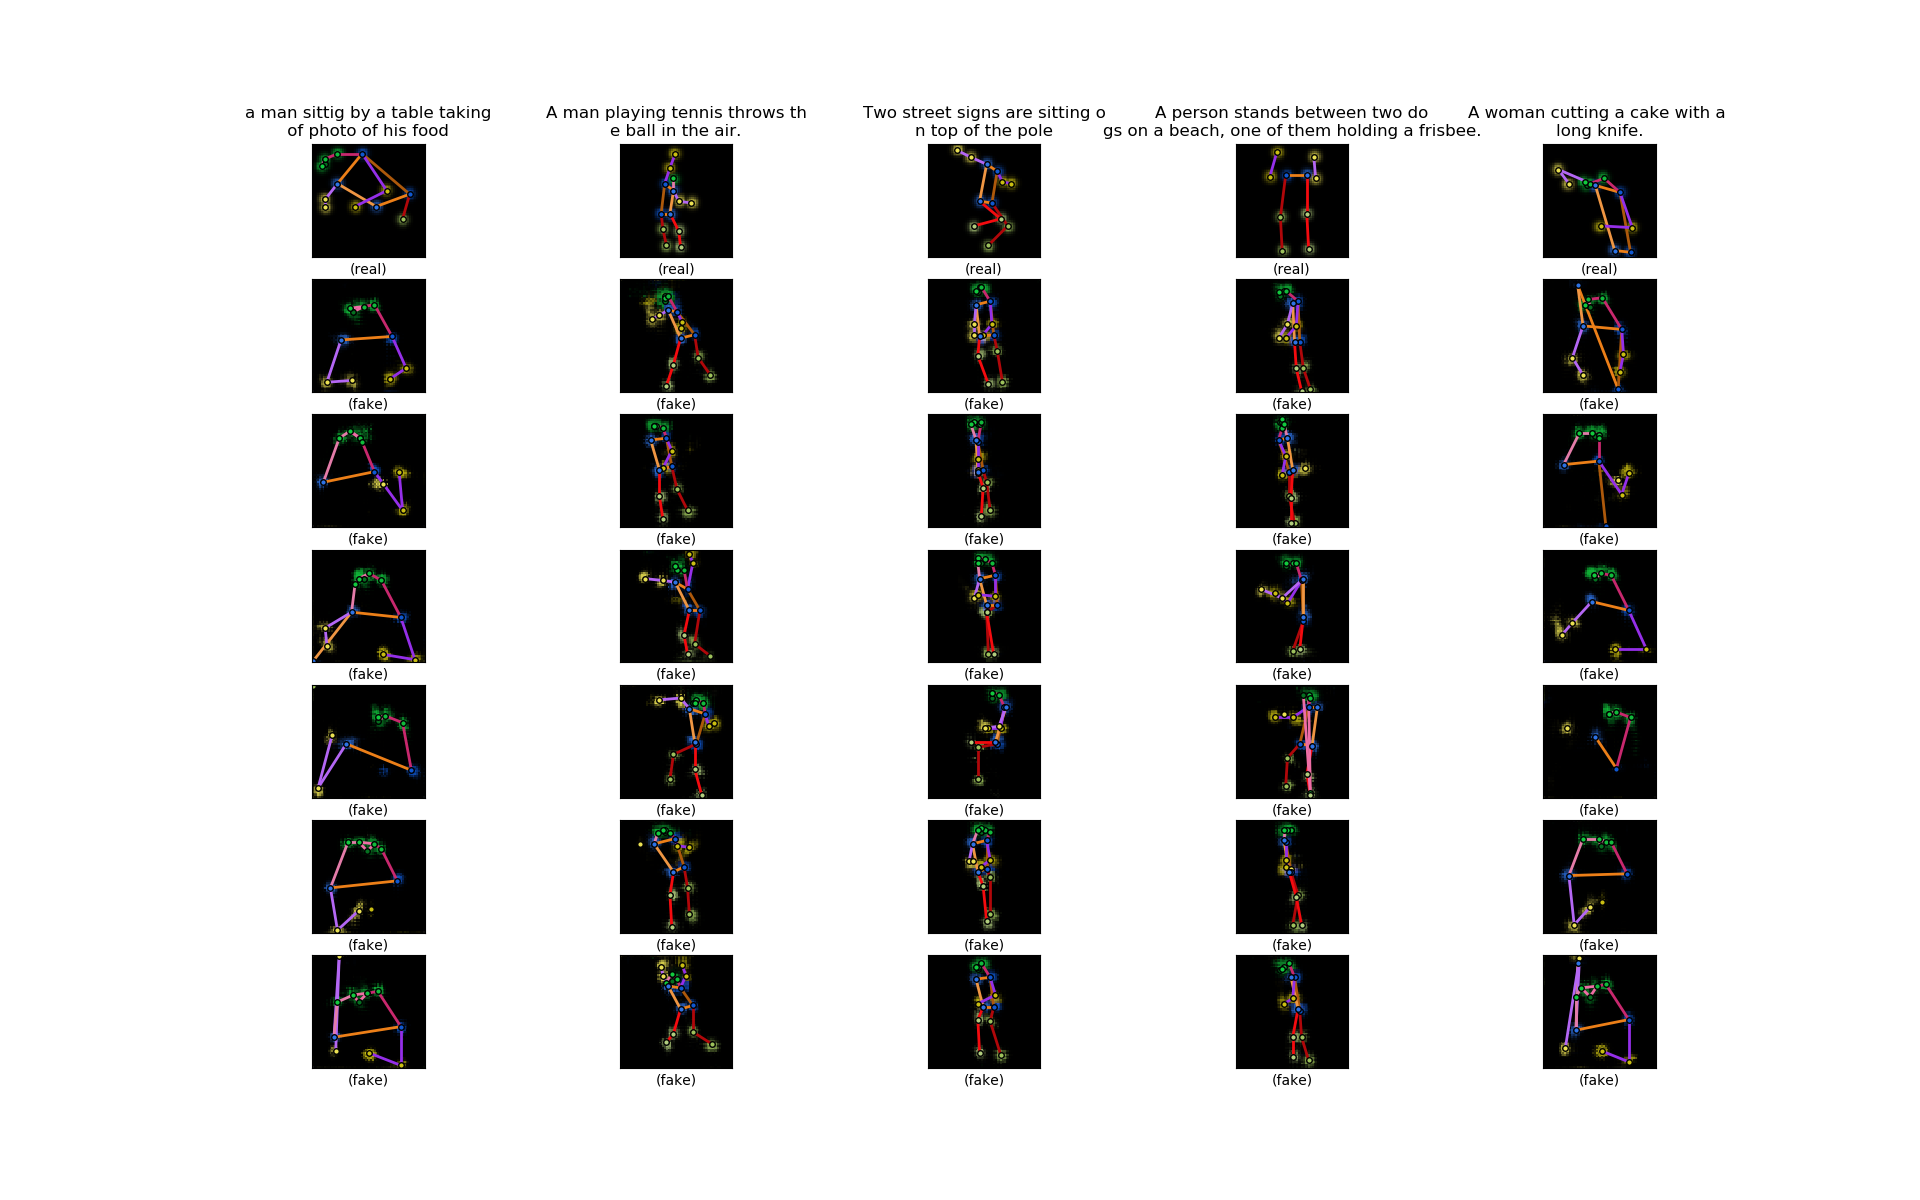 a man sittig by a table taking
of photo of his food
A man playing tennis throws th
e ball in the air.
Two street signs are sitting o
n top of the pole
A person stands between two do
gs on a beach, one of them holding a frisbee.
A woman cutting a cake with a
long knife.
(real) (real) (real) (real) (real)
(fake) (fake) (fake) (fake) (fake)
(fake) (fake) (fake) (fake) (fake)
(fake) (fake) (fake) (fake) (fake)
(fake) (fake) (fake) (fake) (fake)
(fake) (fake) (fake) (fake) (fake)
(fake) (fake) (fake) (fake) (fake)